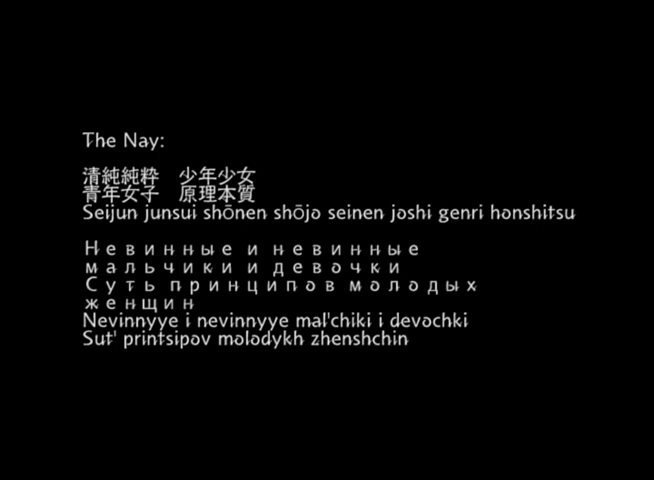 The Nay:
清純純粋　少年少女
青年女子　原理本質
Seijun junsui shōnen shōjo seinen joshi genri honshitsu
Невинные и невинные
мальчики и девочки
Суть принципов молодых
женщин
Nevinnyye i nevinnyye mal'chiki i devochki
Sut' printsipov molodykh zhenshchin